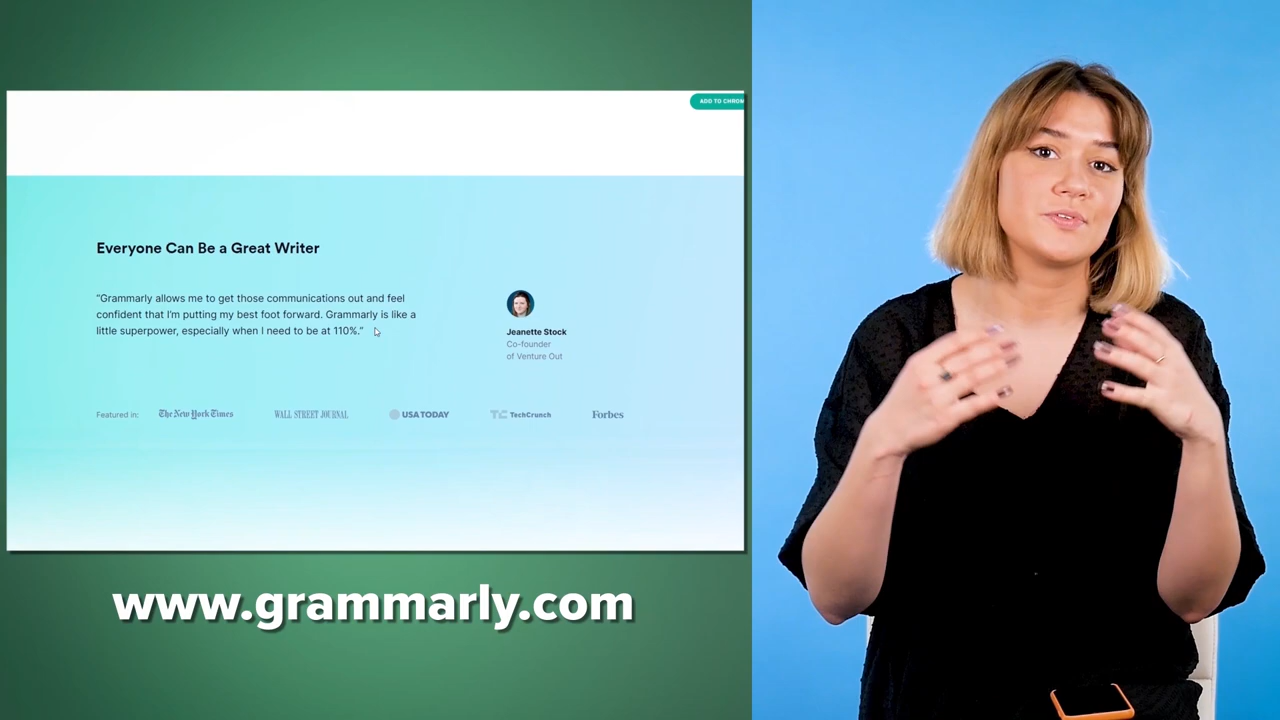 ADD TO CHROM
Everyone Can Be a Great Writer
“Grammarly allows me to get those communications out and feel
confident that I’m putting my best foot forward. Grammarly is like a
little superpower, especially when I need to be at 110%.”
Jeanette Stock
Co-founder
of Venture Out
Featured in:
The New York Times
WALL STREET JOURNAL
USA TODAY
TC TechCrunch
Forbes
www.grammarly.com